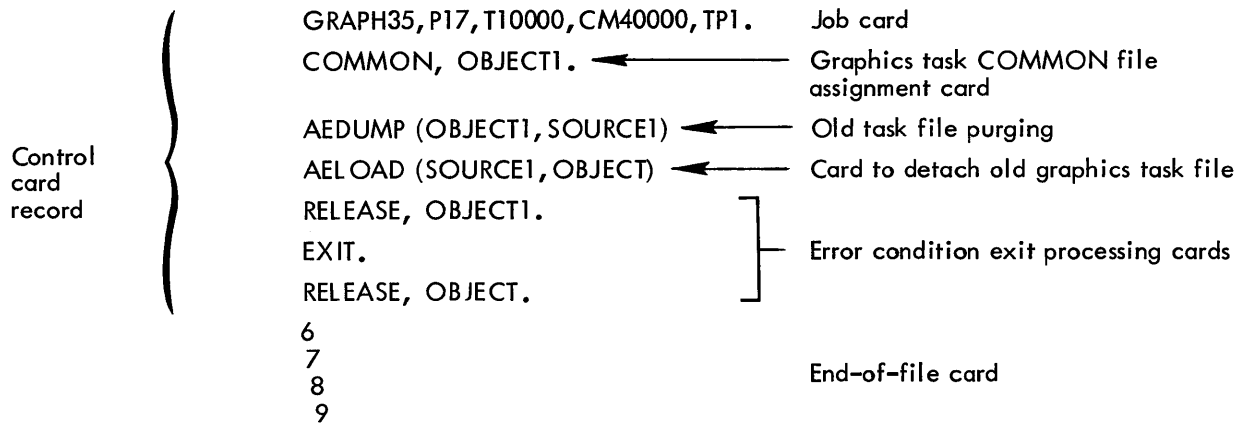 GRAPH35, P17, T10000, CM40000, TP1. Job card
COMMON, OBJECT1. Graphics task COMMON file
assignment card
AEDUMP (OBJECT1, SOURCE1) Old task file purging
Control
card
record
AELOAD (SOURCE1, OBJECT) Card to detach old graphics task file
RELEASE, OBJECT1.
EXIT. Error condition exit processing cards
RELEASE, OBJECT.
6
7
8
9
End-of-file card